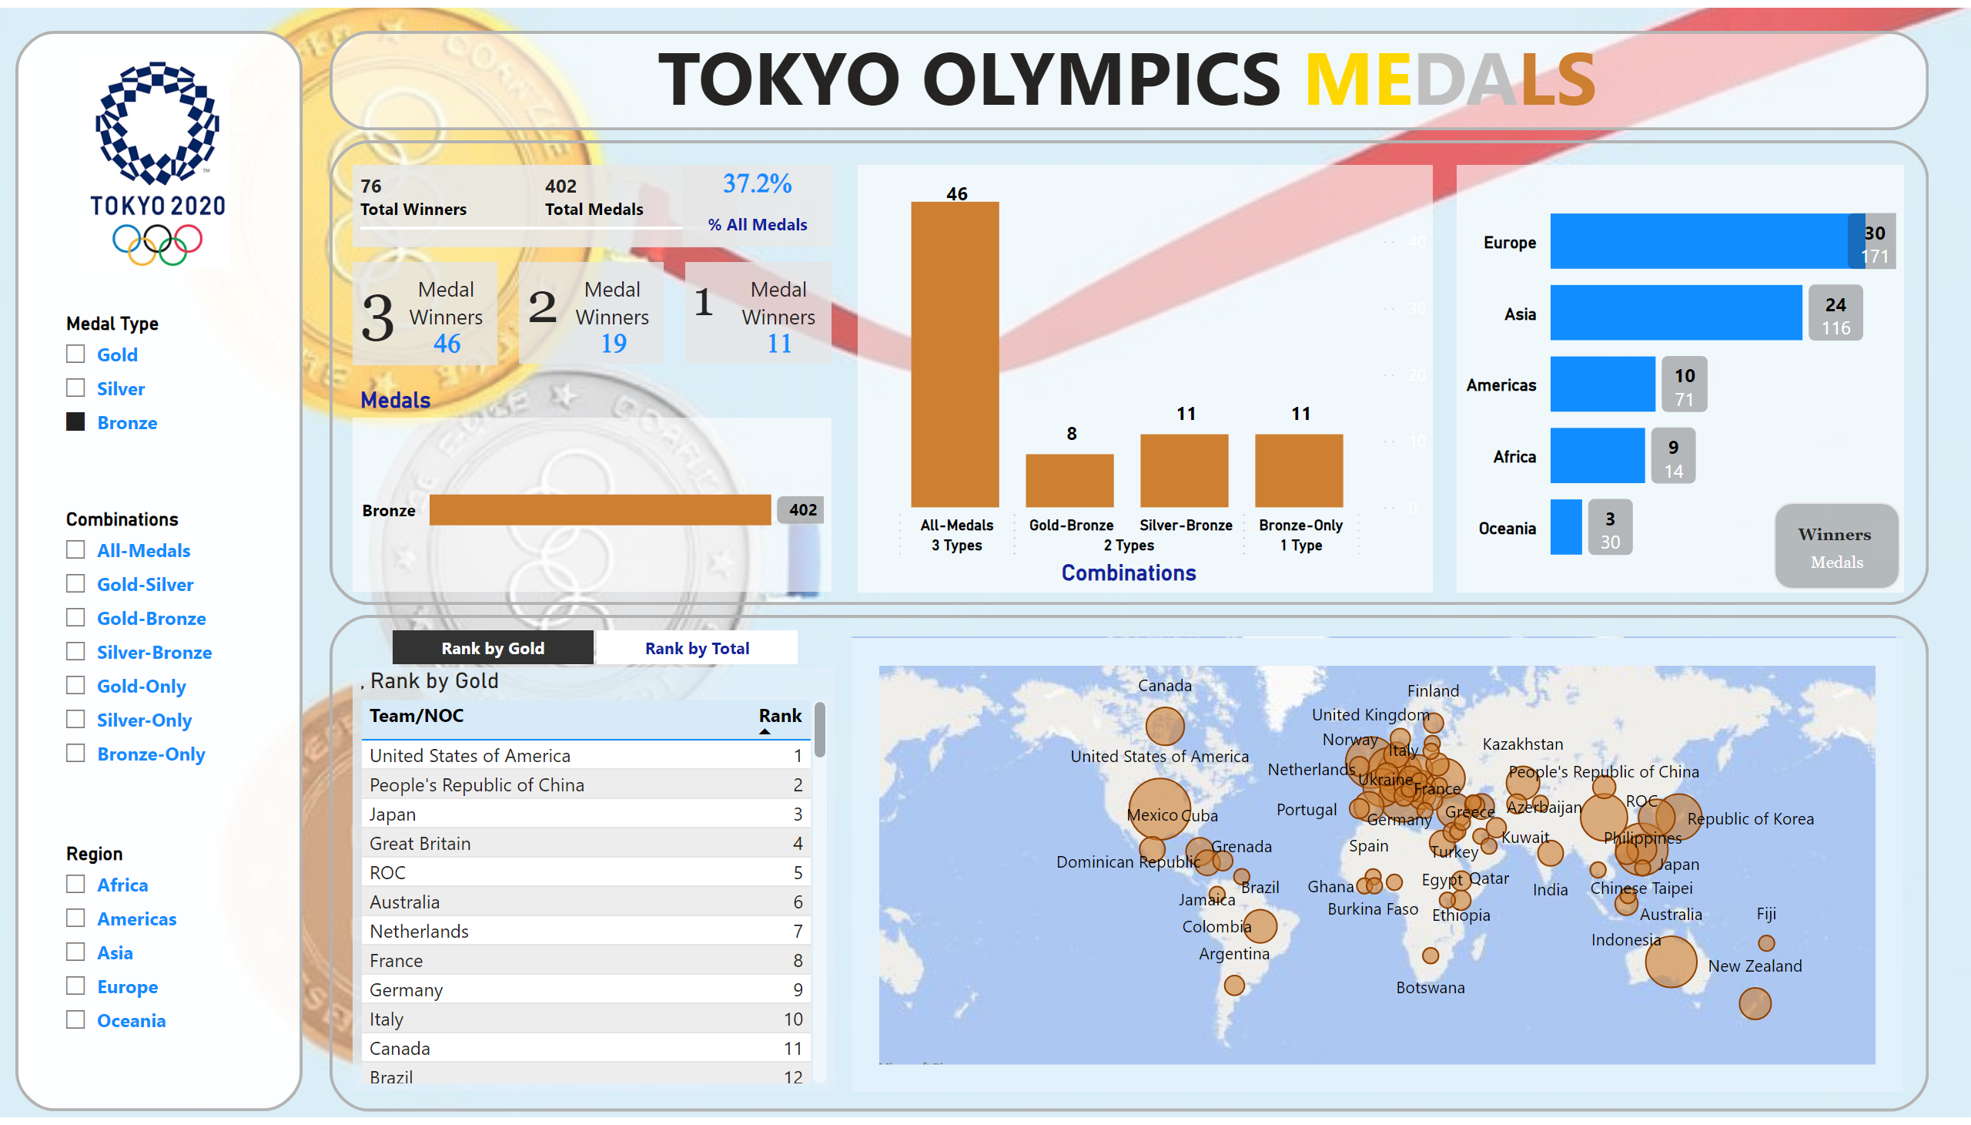 TOKYO OLYMPICS MEDALS
TOKYO 2020
Medal Type
Gold
Silver
Bronze
Combinations
All-Medals
Gold-Silver
Gold-Bronze
Silver-Bronze
Gold-Only
Silver-Only
Bronze-Only
Region
Africa
Americas
Asia
Europe
Oceania
76
Total Winners
402
Total Medals
37.2%
% All Medals
3 Medal Winners 46
2 Medal Winners 19
1 Medal Winners 11
Medals
Bronze 402
46
8
11
11
40
30
20
10
0
All-Medals Gold-Bronze Silver-Bronze Bronze-Only
3 Types 2 Types 1 Type
Combinations
Europe 30
171
Asia 24
116
Americas 10
71
Africa 9
14
Oceania 3
30
Winners
Medals
Rank by Gold Rank by Total
, Rank by Gold
Team/NOC Rank
United States of America 1
People's Republic of China 2
Japan 3
Great Britain 4
ROC 5
Australia 6
Netherlands 7
France 8
Germany 9
Italy 10
Canada 11
Brazil 12
Canada
Finland
United Kingdom
Norway
Italy
Kazakhstan
United States of America
Netherlands
Ukraine
People's Republic of China
France
Portugal
Germany
Greece
Azerbaijan
ROC
Republic of Korea
Mexico
Cuba
Grenada
Spain
Turkey
Kuwait
Philippines
Japan
Dominican Republic
Brazil
Ghana
Egypt
Qatar
India
Chinese Taipei
Jamaica
Burkina Faso
Ethiopia
Australia
Fiji
Colombia
Indonesia
Argentina
New Zealand
Botswana